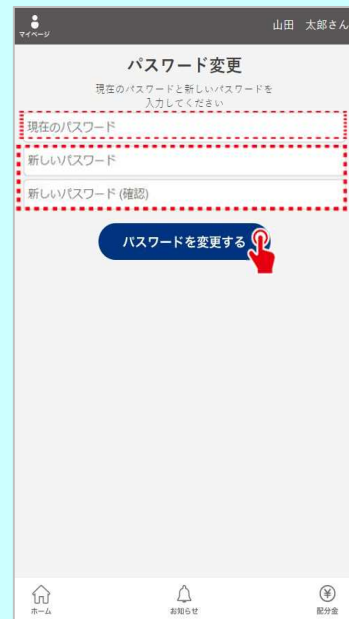 マイページ
山田 太郎さん
パスワード変更
現在のパスワードと新しいパスワードを
入力してください
現在のパスワード
新しいパスワード
新しいパスワード (確認)
パスワードを変更する
ホーム
お知らせ
配分金